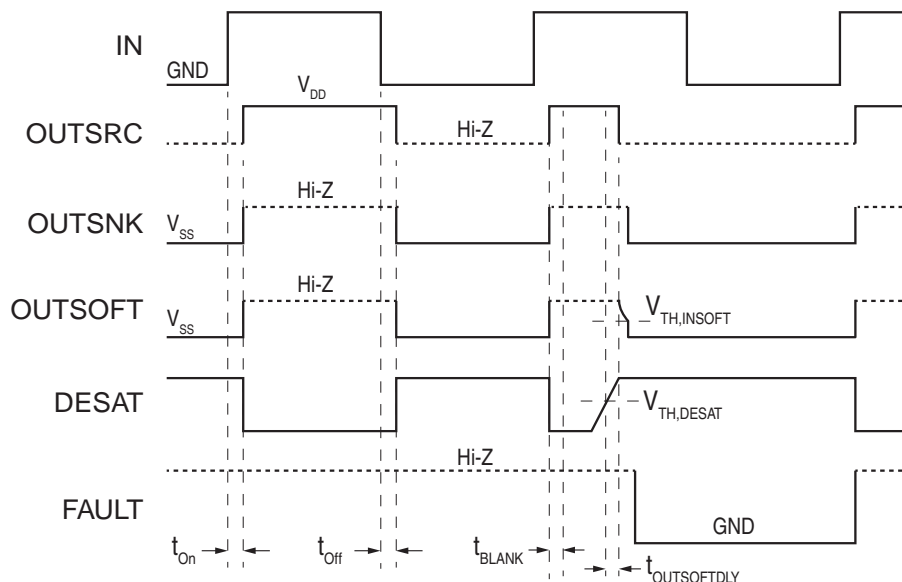 IN
GND
V_DD
OUTSRC
Hi-Z
Hi-Z
OUTSNK
V_SS
Hi-Z
OUTSOFT
V_SS
V_TH,INSOFT
DESAT
V_TH,DESAT
Hi-Z
FAULT
GND
t_On
t_Off
t_BLANK
t_OUTSOFTDLY